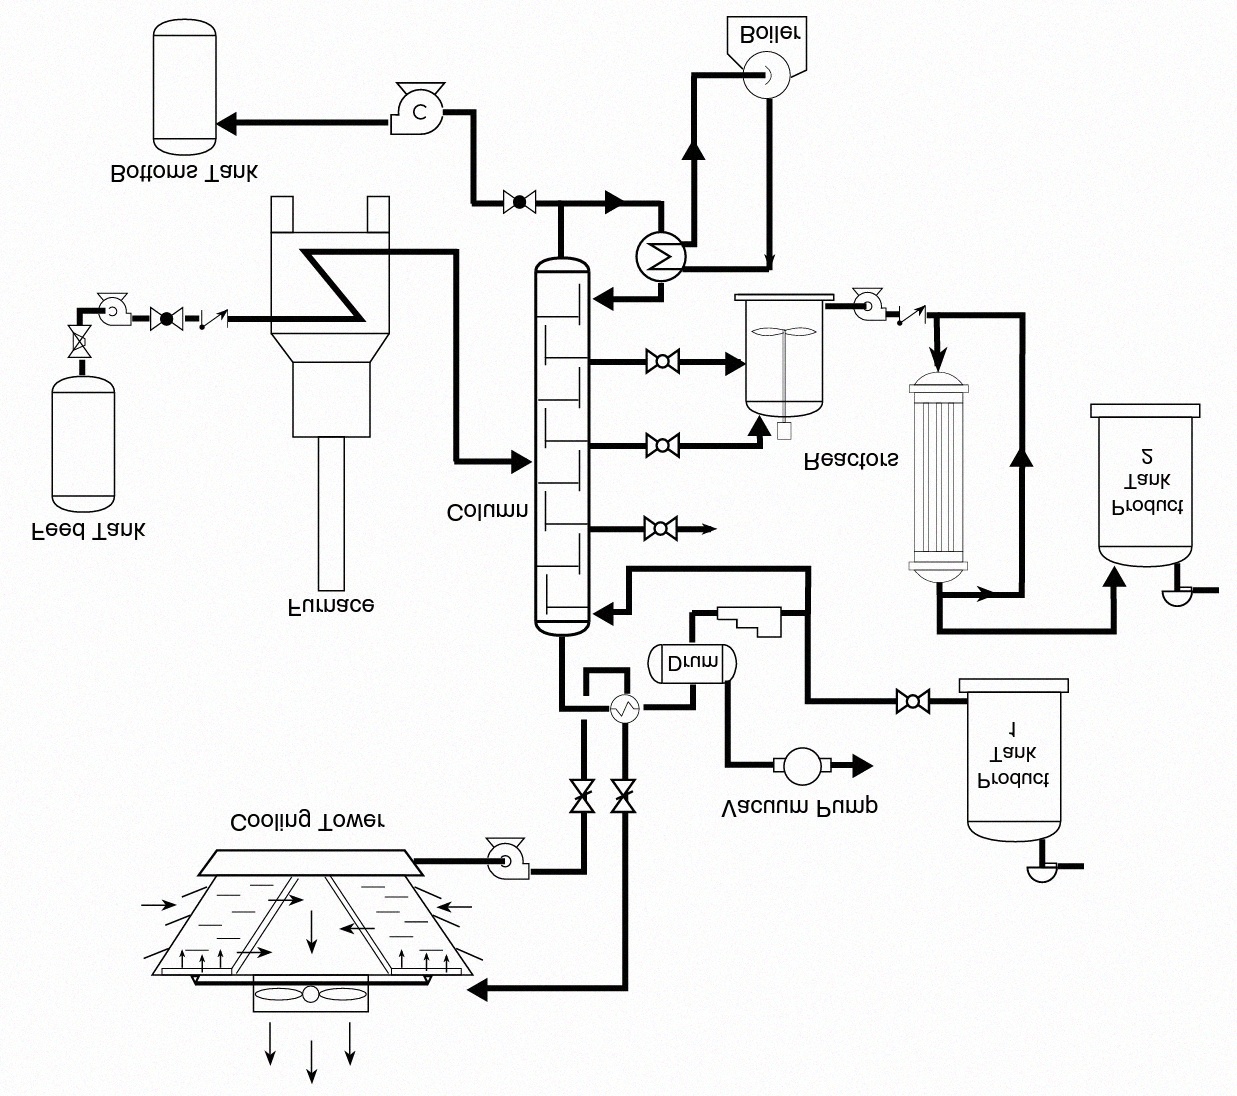 Cooling Tower
Vacuum Pump
Product
Tank
1
Drum
Furnace
Feed Tank
Column
Product
Tank
2
Reactors
Bottoms Tank
Boiler